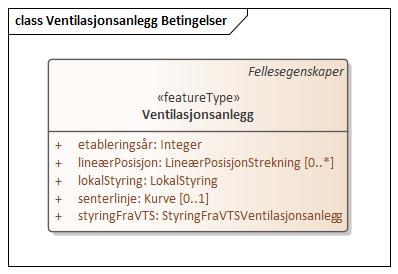 class Ventilasjonsanlegg Betingelser
Fellesegenskaper
«featureType»
Ventilasjonsanlegg
+ etableringsår: Integer
+ lineærPosisjon: LineærPosisjonStrekning [0..*]
+ lokalStyring: LokalStyring
+ senterlinje: Kurve [0..1]
+ styringFraVTS: StyringFraVTSVentilasjonsanlegg